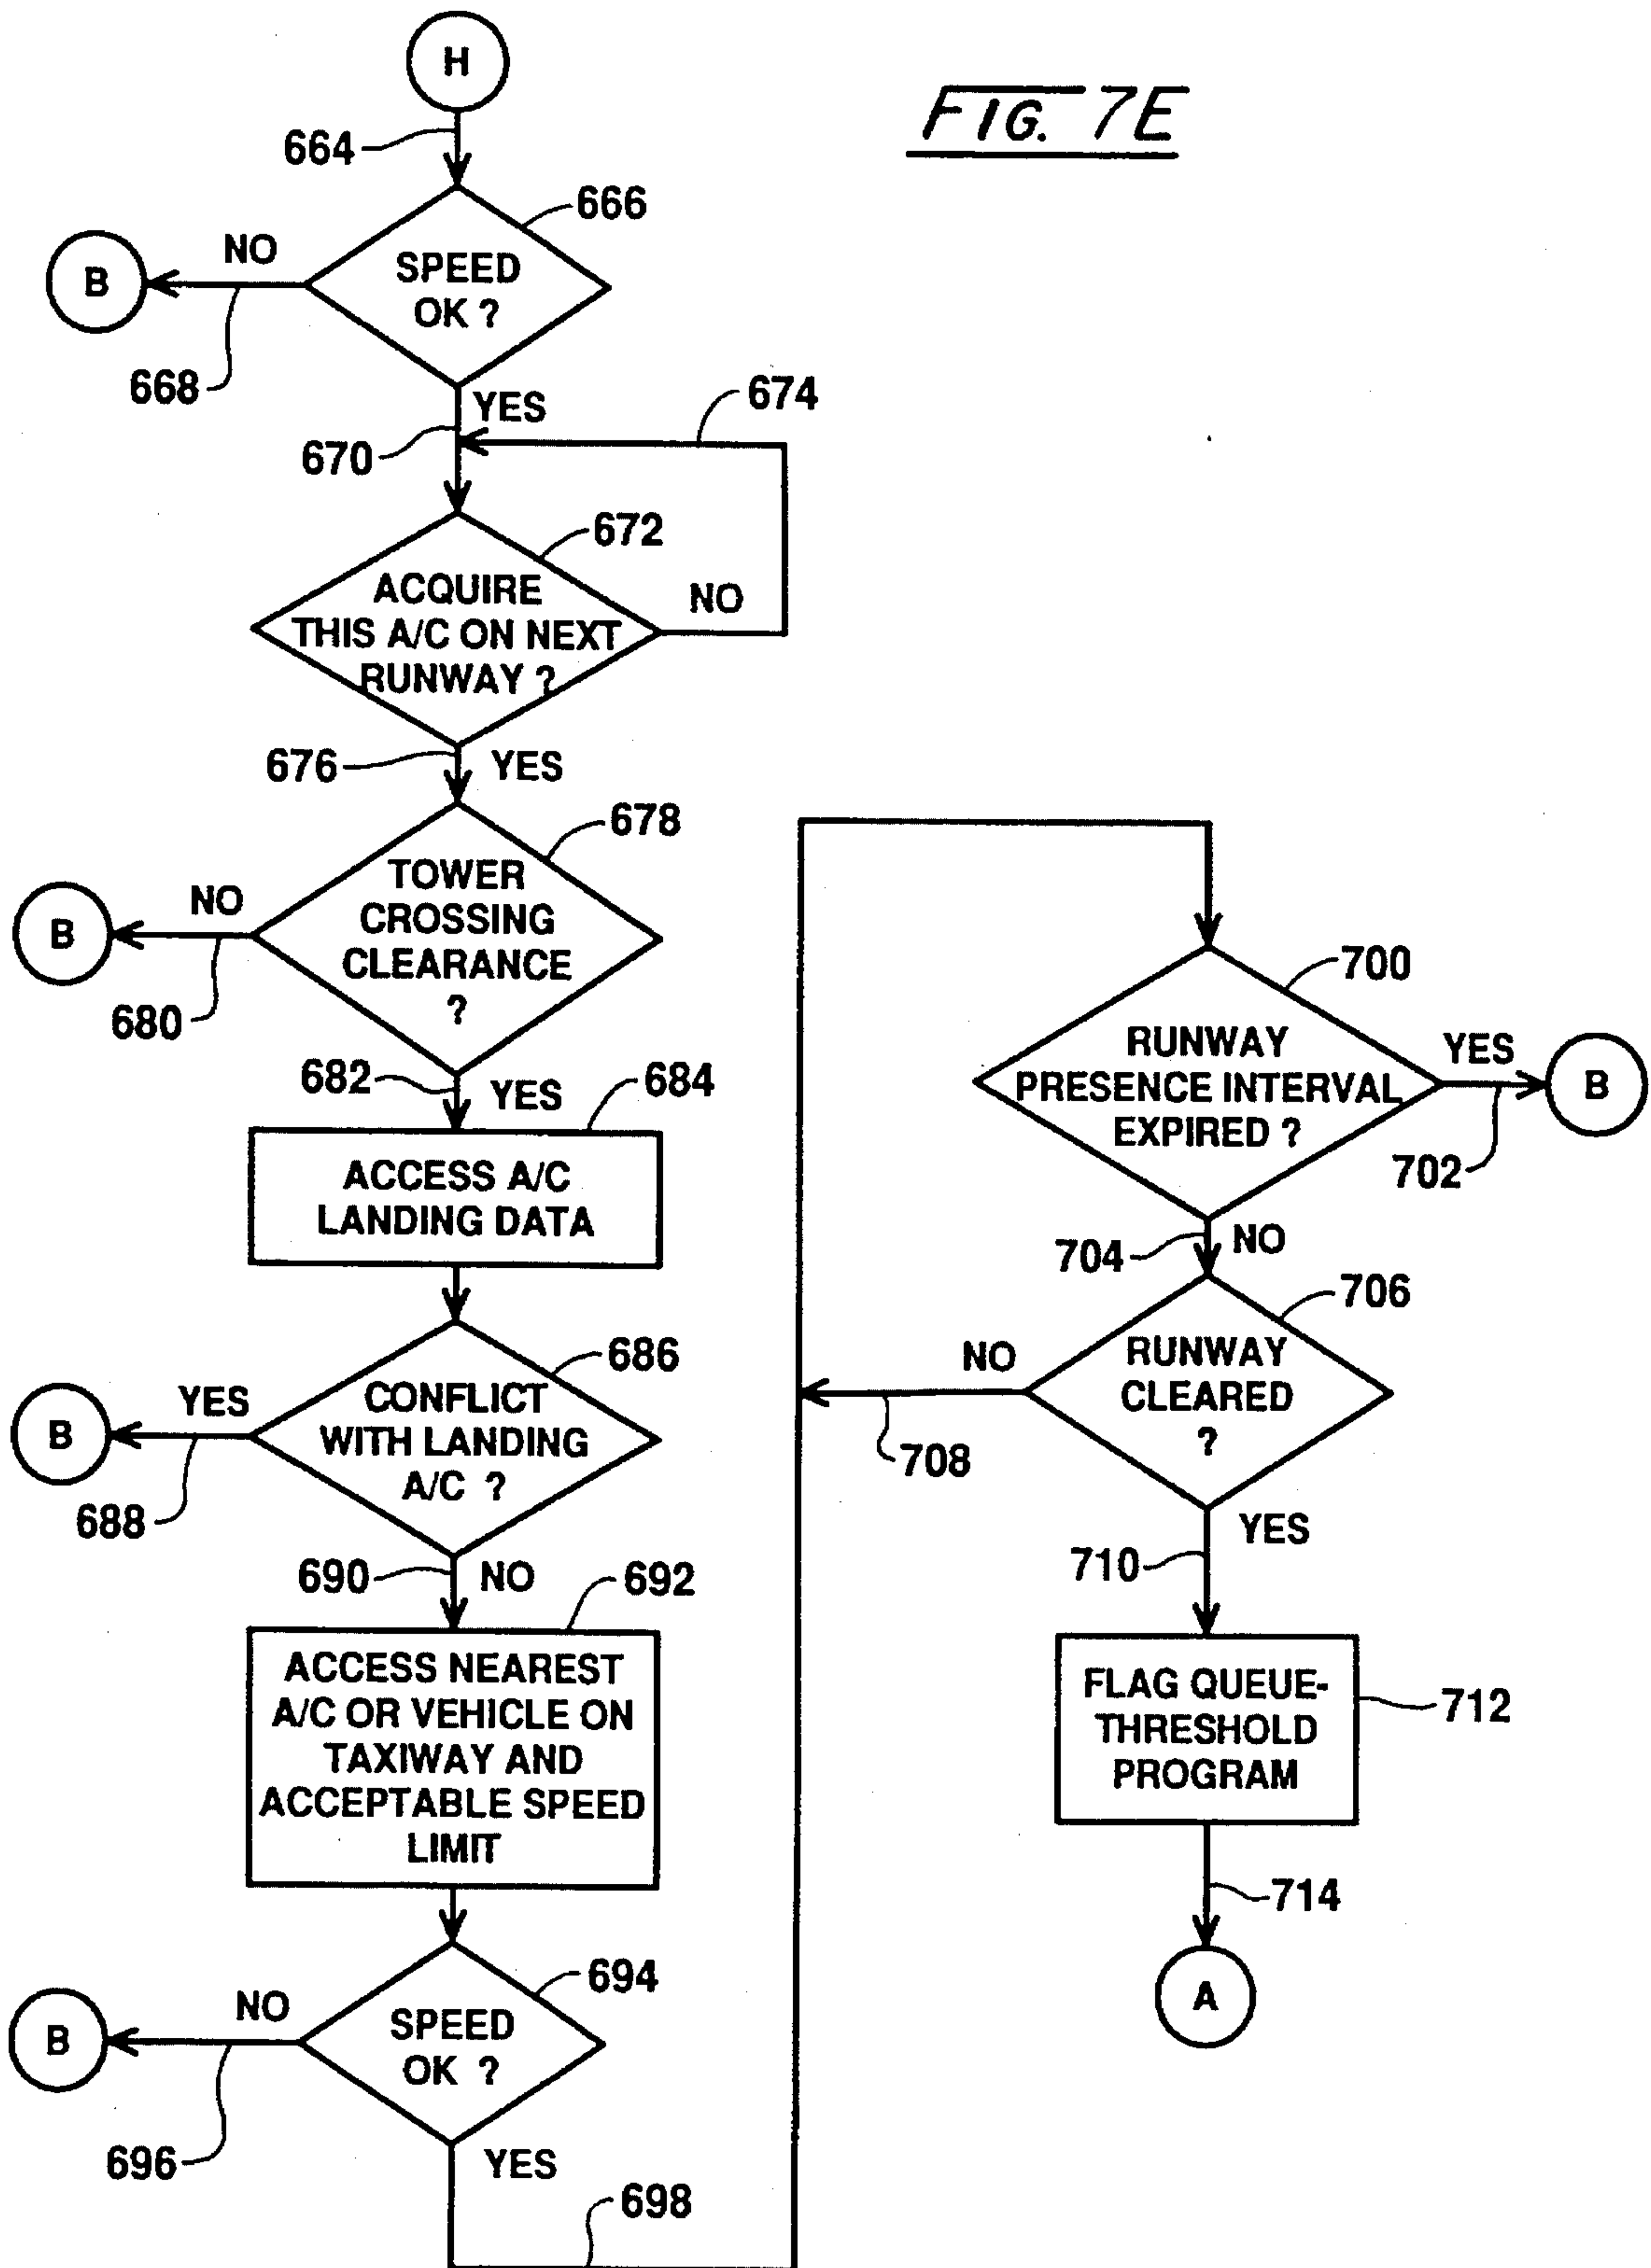 H
FIG. 7E
664
666
SPEED
OK ?
NO
B
668
YES
670
674
672
ACQUIRE
THIS A/C ON NEXT
RUNWAY ?
NO
676
YES
678
TOWER
CROSSING
CLEARANCE
?
NO
B
680
682
YES
684
ACCESS A/C
LANDING DATA
686
CONFLICT
WITH LANDING
A/C ?
YES
B
688
690
NO
692
ACCESS NEAREST
A/C OR VEHICLE ON
TAXIWAY AND
ACCEPTABLE SPEED
LIMIT
694
SPEED
OK ?
NO
B
696
YES
698
700
RUNWAY
PRESENCE INTERVAL
EXPIRED ?
YES
B
702
704
NO
706
RUNWAY
CLEARED
?
NO
708
YES
710
FLAG QUEUE-
THRESHOLD
PROGRAM
712
714
A